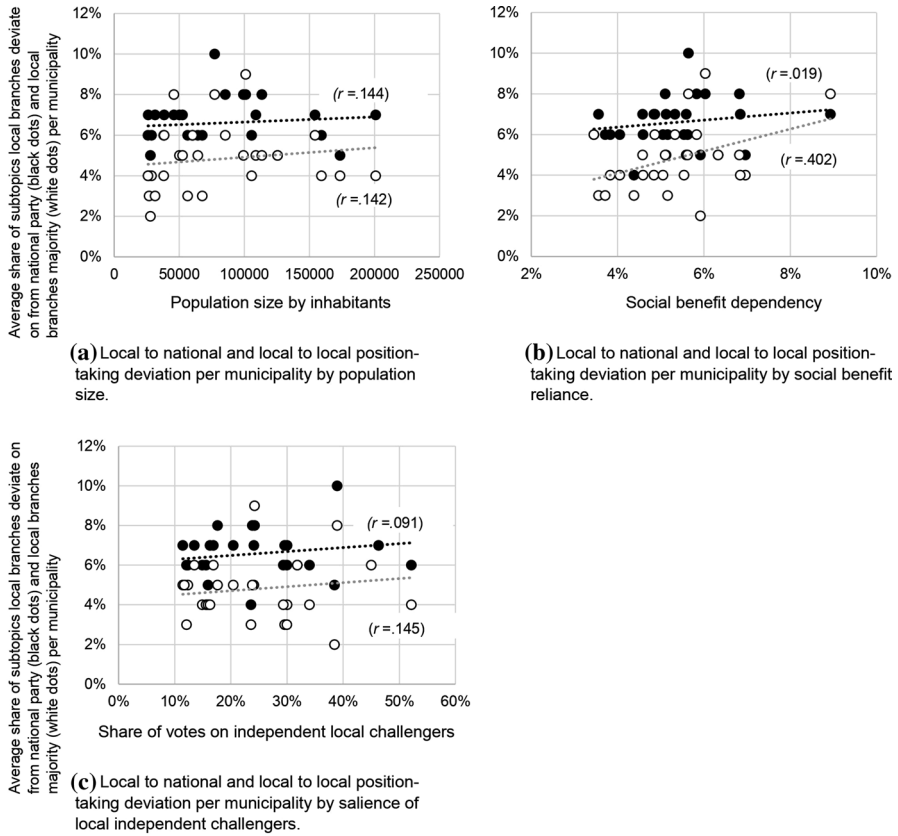 Average share of subtopics local branches deviate
on from national party (black dots) and local
branches majority (white dots) per municipality
12%
10%
8%
6%
4%
2%
0%
(r =.144)
(r =.142)
0 50000 100000 150000 200000 250000
Population size by inhabitants
(a) Local to national and local to local position-
taking deviation per municipality by population
size.
12%
10%
8%
6%
4%
2%
0%
(r =.019)
(r =.402)
2% 4% 6% 8% 10%
Social benefit dependency
(b) Local to national and local to local position-
taking deviation per municipality by social benefit
reliance.
Average share of subtopics local branches deviate on
from national party (black dots) and local branches
majority (white dots) per municipality
12%
10%
8%
6%
4%
2%
0%
(r =.091)
(r =.145)
0% 10% 20% 30% 40% 50% 60%
Share of votes on independent local challengers
(c) Local to national and local to local position-
taking deviation per municipality by salience of
local independent challengers.